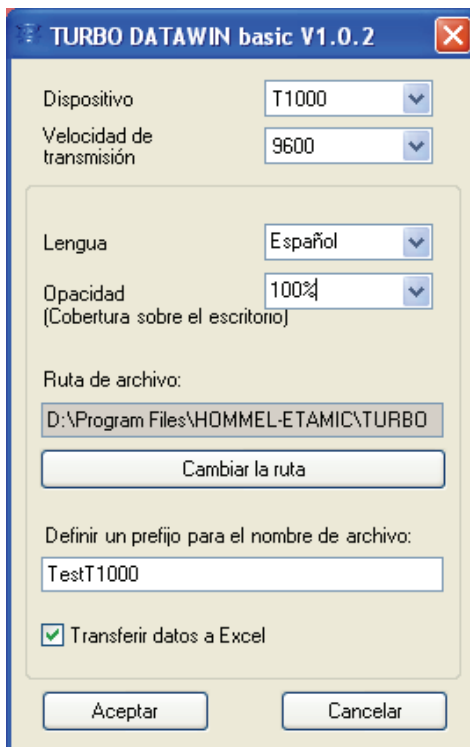 TURBO DATAWIN basic V1.0.2
Dispositivo T1000
Velocidad de
transmisión 9600
Lengua Español
Opacidad 100%
(Cobertura sobre el escritorio)
Ruta de archivo:
D:\Program Files\HOMMEL-ETAMIC\TURBO
Cambiar la ruta
Definir un prefijo para el nombre de archivo:
TestT1000
Transferir datos a Excel
Aceptar Cancelar